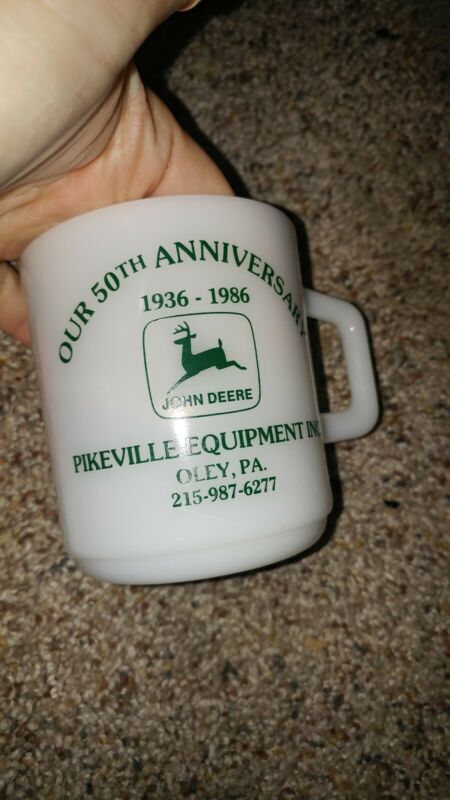 OUR 50TH ANNIVERSARY
1936 - 1986
JOHN DEERE
PIKEVILLE EQUIPMENT INC
OLEY, PA.
215-987-6277